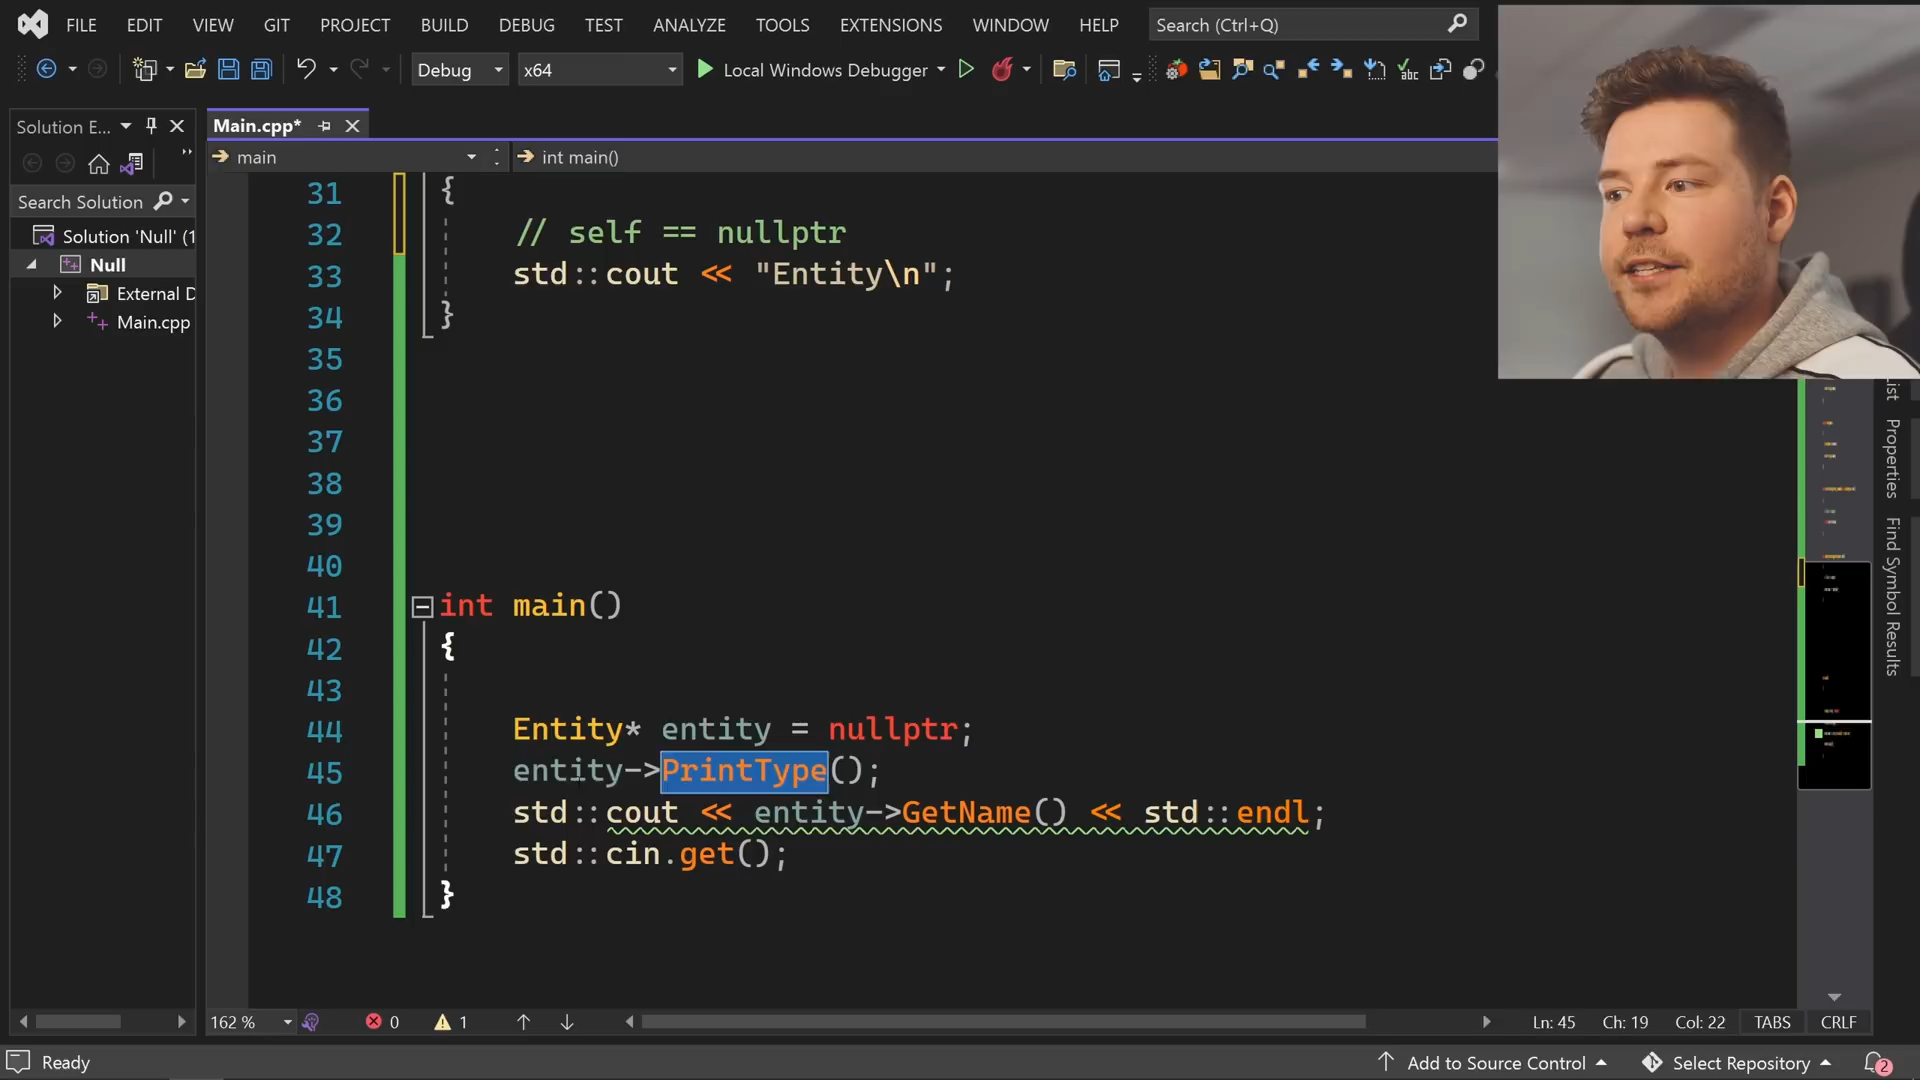 FILE EDIT VIEW GIT PROJECT BUILD DEBUG TEST ANALYZE TOOLS EXTENSIONS WINDOW HELP Search (Ctrl+Q)
Debug x64 Local Windows Debugger
Solution E... Main.cpp*
main int main()
Search Solution
Solution 'Null' (1
Null
External D
Main.cpp
31 {
32 // self == nullptr
33 std::cout << "Entity\n";
34 }
35
36
37
38
39
40
41 int main()
42 {
43
44 Entity* entity = nullptr;
45 entity->PrintType();
46 std::cout << entity->GetName() << std::endl;
47 std::cin.get();
48 }
List
Properties
Find Symbol Results
162 % 0 1 Ln: 45 Ch: 19 Col: 22 TABS CRLF
Ready Add to Source Control Select Repository 2